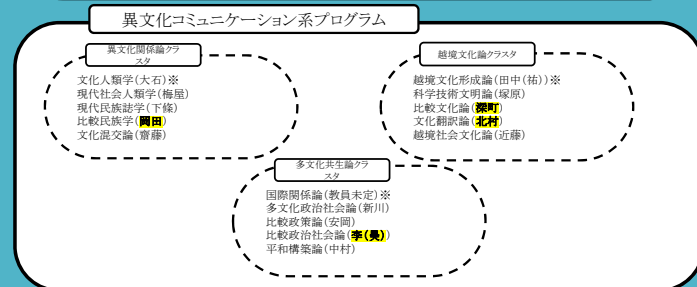 異文化コミュニケーション系プログラム
異文化関係論クラ
スタ
文化人類学(大石)※
現代社会人類学(梅屋)
現代民族誌学(下條)
比較民族学(岡田)
文化混交論(齋藤)
越境文化論クラスタ
越境文化形成論(田中(祐))※
科学技術文明論(塚原)
比較文化論(深町)
文化翻訳論(北村)
越境社会文化論(近藤)
多文化共生論クラ
スタ
国際関係論(教員未定)※
多文化政治社会論(新川)
比較政策論(安岡)
比較政治社会論(李(昊))
平和構築論(中村)